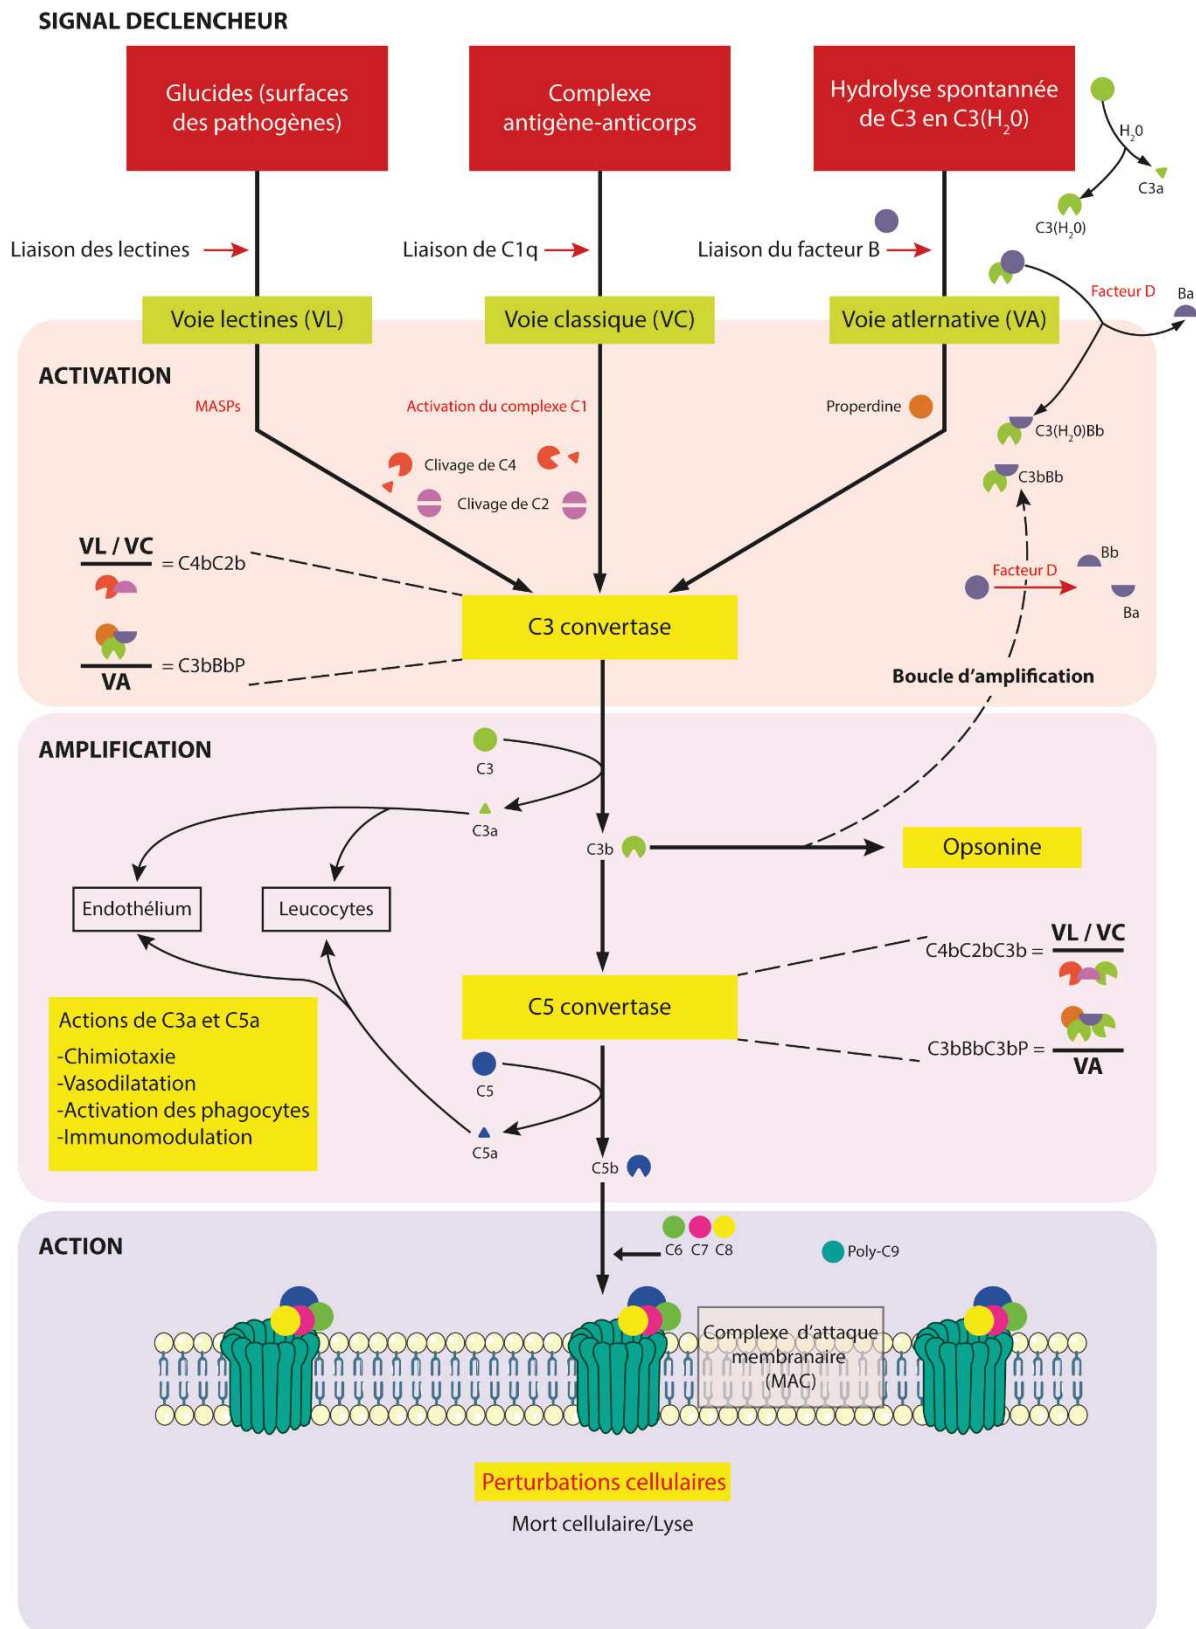 SIGNAL DECLENCHEUR
Glucides (surfaces
des pathogènes)
Complexe
antigène-anticorps
Hydrolyse spontannée
de C3 en C3(H₂0)
H₂0
C3a
C3(H₂0)
Liaison des lectines
Liaison de C1q
Liaison du facteur B
Facteur D
Ba
Voie lectines (VL)
Voie classique (VC)
Voie atlernative (VA)
ACTIVATION
MASPs
Activation du complexe C1
Properdine
C3(H₂0)Bb
Clivage de C4
C3bBb
Clivage de C2
VL / VC
= C4bC2b
Bb
Facteur D
Ba
C3 convertase
= C3bBbP
VA
Boucle d’amplification
AMPLIFICATION
C3
C3a
C3b
Opsonine
Endothélium
Leucocytes
VL / VC
C4bC2bC3b =
C5 convertase
Actions de C3a et C5a
-Chimiotaxie
-Vasodilatation
-Activation des phagocytes
-Immunomodulation
C3bBbC3bP =
VA
C5
C5a
C5b
ACTION
C6 C7 C8
Poly-C9
Complexe d’attaque
membranaire
(MAC)
Perturbations cellulaires
Mort cellulaire/Lyse